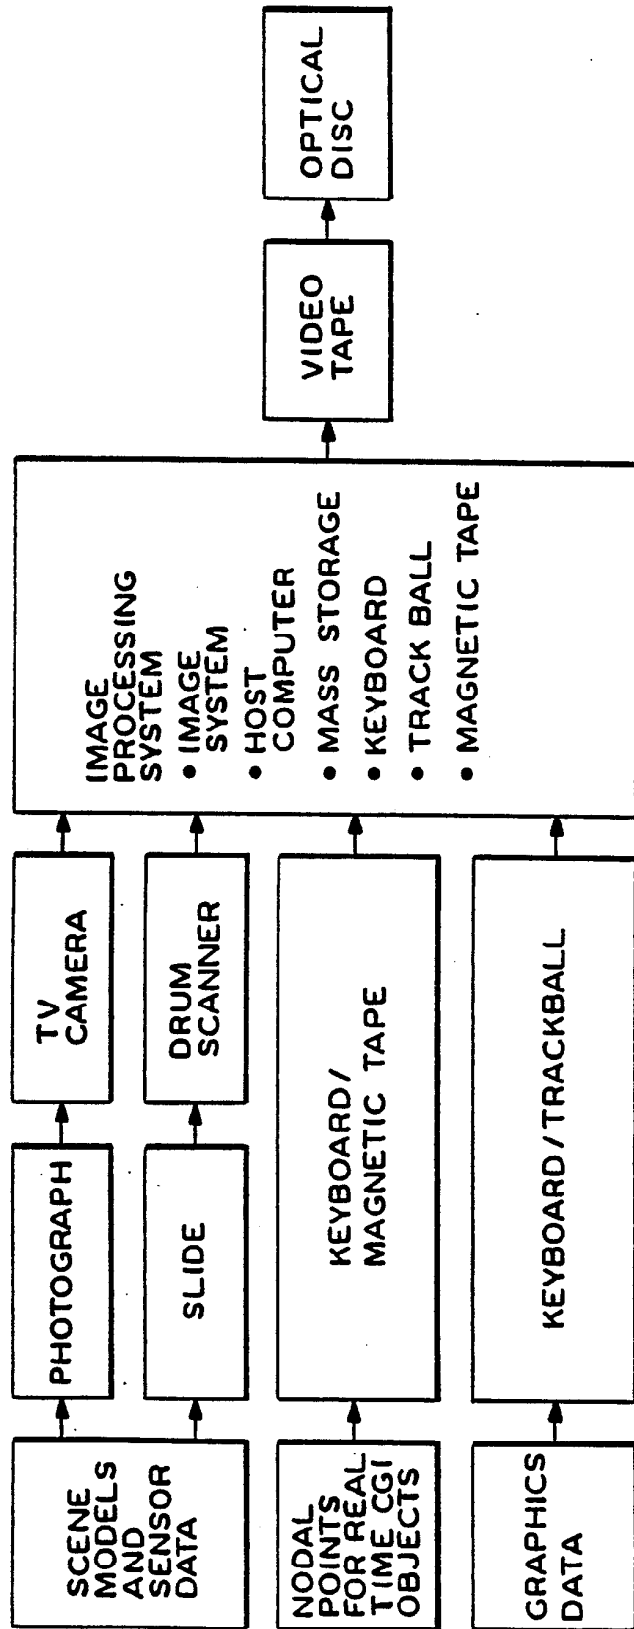 SCENE
MODELS
AND
SENSOR
DATA
PHOTOGRAPH
TV
CAMERA
SLIDE
DRUM
SCANNER
NODAL
POINTS
FOR REAL
TIME CGI
OBJECTS
KEYBOARD/
MAGNETIC TAPE
GRAPHICS
DATA
KEYBOARD/TRACKBALL
IMAGE
PROCESSING
SYSTEM
• IMAGE
SYSTEM
• HOST
COMPUTER
• MASS STORAGE
• KEYBOARD
• TRACK BALL
• MAGNETIC TAPE
VIDEO
TAPE
OPTICAL
DISC